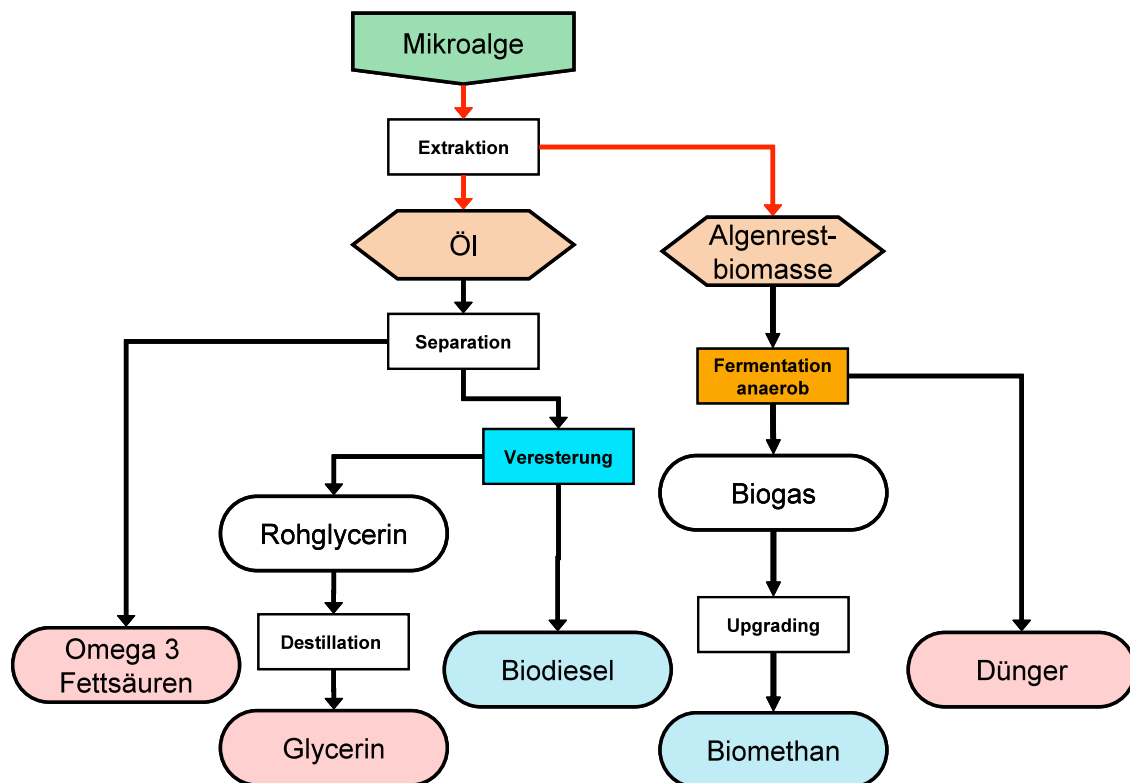 Mikroalge
Extraktion
Öl
Algenrest-
biomasse
Separation
Fermentation
anaerob
Veresterung
Biogas
Rohglycerin
Upgrading
Destillation
Omega 3
Fettsäuren
Biodiesel
Dünger
Glycerin
Biomethan